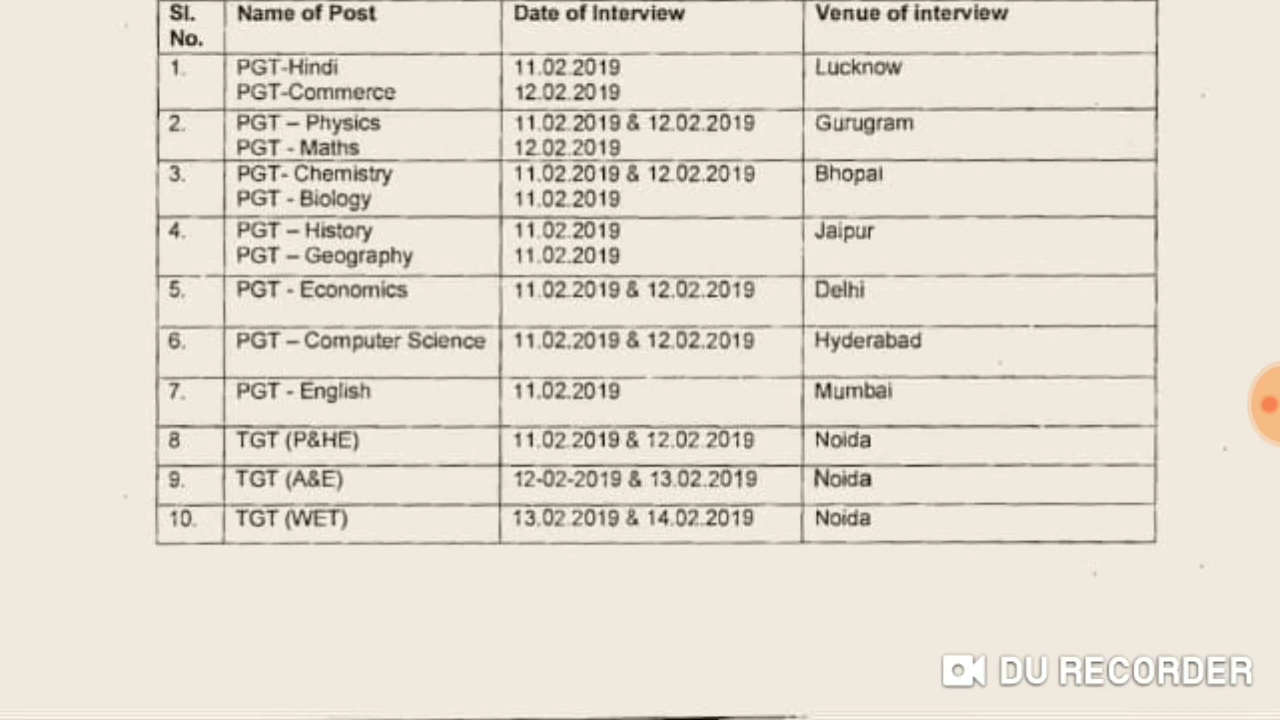 Sl. No. Name of Post Date of Interview Venue of interview
1. PGT-Hindi 11.02.2019 Lucknow
PGT-Commerce 12.02.2019
2. PGT – Physics 11.02.2019 & 12.02.2019 Gurugram
PGT - Maths 12.02.2019
3. PGT- Chemistry 11.02.2019 & 12.02.2019 Bhopal
PGT - Biology 11.02.2019
4. PGT – History 11.02.2019 Jaipur
PGT – Geography 11.02.2019
5. PGT - Economics 11.02.2019 & 12.02.2019 Delhi
6. PGT – Computer Science 11.02.2019 & 12.02.2019 Hyderabad
7. PGT - English 11.02.2019 Mumbai
8 TGT (P&HE) 11.02.2019 & 12.02.2019 Noida
9. TGT (A&E) 12-02-2019 & 13.02.2019 Noida
10. TGT (WET) 13.02.2019 & 14.02.2019 Noida
DU RECORDER